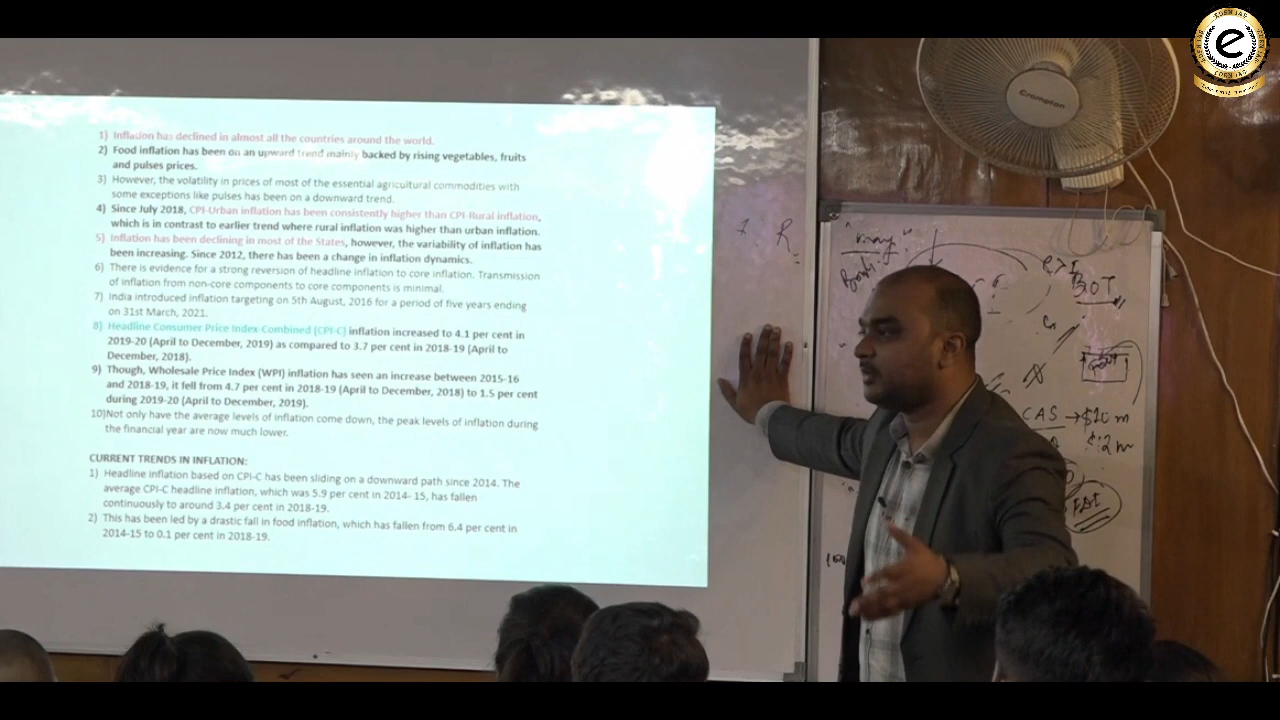 1) Inflation has declined in almost all the countries around the world.
2) Food inflation has been on an upward trend mainly backed by rising vegetables, fruits
and pulses prices.
3) However, the volatility in prices of most of the essential agricultural commodities with
some exceptions like pulses has been on a downward trend.
4) Since July 2018, CPI-Urban inflation has been consistently higher than CPI-Rural inflation,
which is in contrast to earlier trend where rural inflation was higher than urban inflation.
5) Inflation has been declining in most of the States, however, the variability of inflation has
been increasing. Since 2012, there has been a change in inflation dynamics.
6) There is evidence for a strong reversion of headline inflation to core inflation. Transmission
of inflation from non-core components to core components is minimal.
7) India introduced inflation targeting on 5th August, 2016 for a period of five years ending
on 31st March, 2021.
8) Headline Consumer Price Index-Combined (CPI-C) inflation increased to 4.1 per cent in
2019-20 (April to December, 2019) as compared to 3.7 per cent in 2018-19 (April to
December, 2018).
9) Though, Wholesale Price Index (WPI) inflation has seen an increase between 2015-16
and 2018-19, it fell from 4.7 per cent in 2018-19 (April to December, 2018) to 1.5 per cent
during 2019-20 (April to December, 2019).
10)Not only have the average levels of inflation come down, the peak levels of inflation during
the financial year are now much lower.
CURRENT TRENDS IN INFLATION:
1) Headline inflation based on CPI-C has been sliding on a downward path since 2014. The
average CPI-C headline inflation, which was 5.9 per cent in 2014- 15, has fallen
continuously to around 3.4 per cent in 2018-19.
2) This has been led by a drastic fall in food inflation, which has fallen from 6.4 per cent in
2014-15 to 0.1 per cent in 2018-19.
R
BOT
CAS → $10 m
Crompton
e